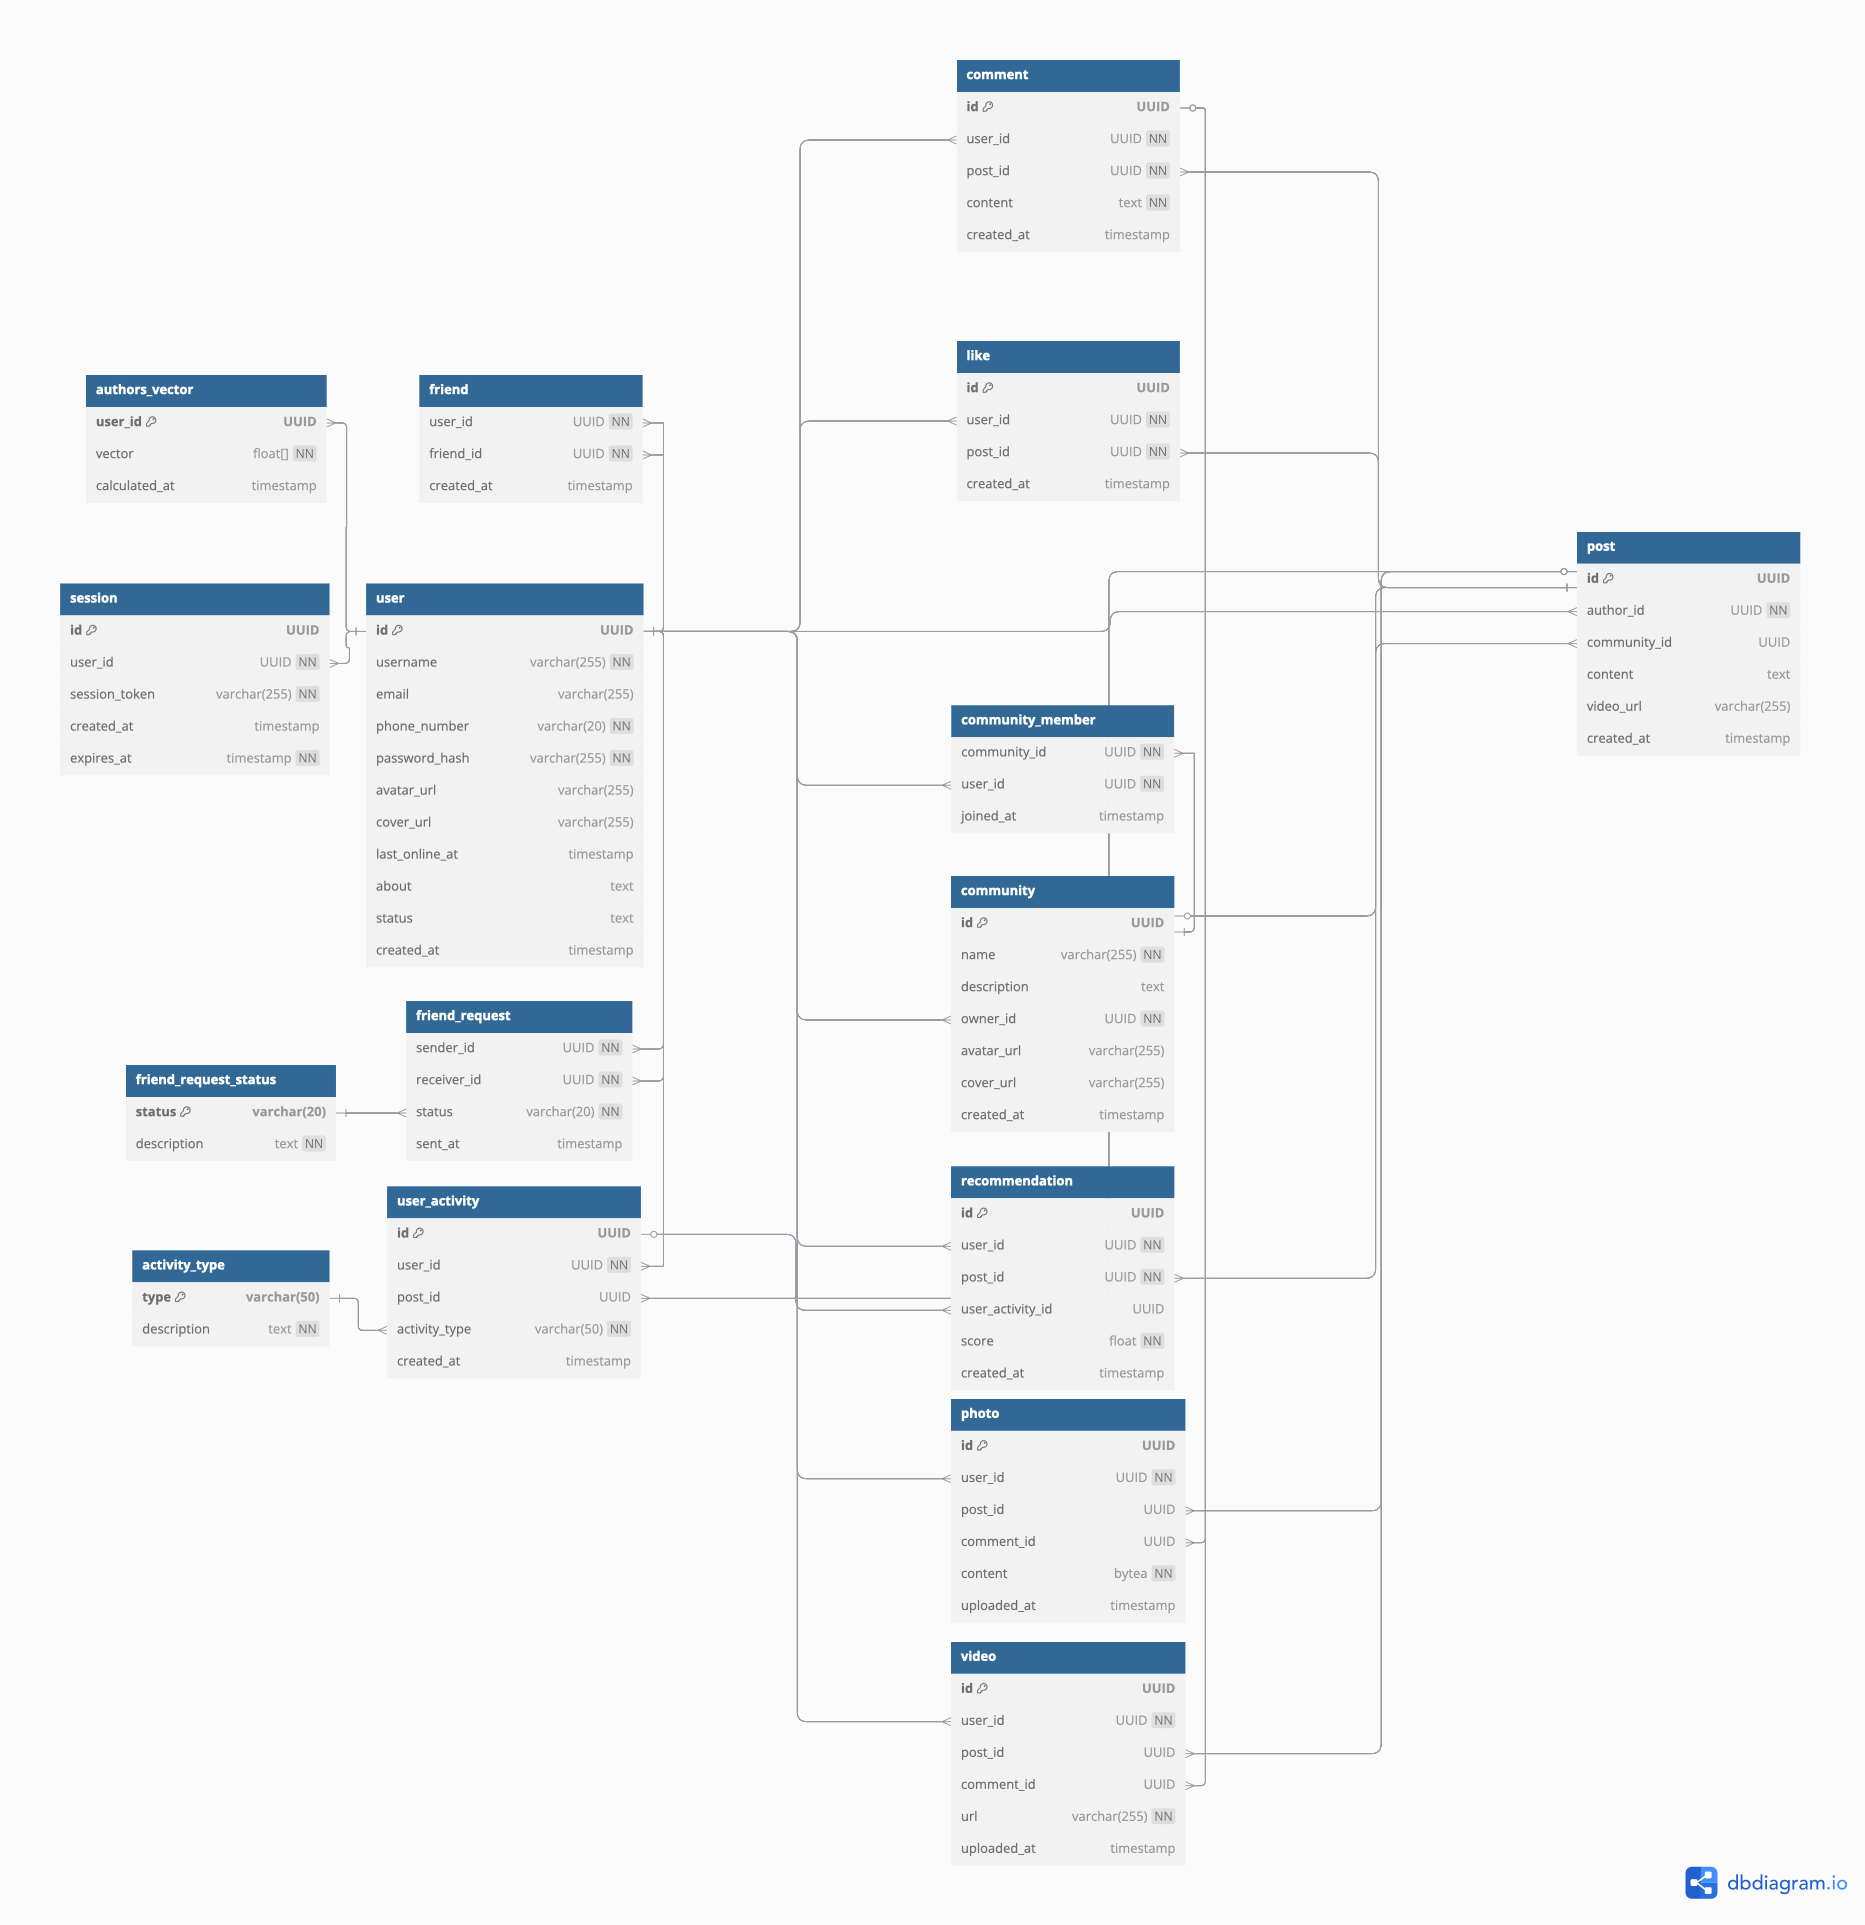 comment
id UUID
user_id UUID NN
post_id UUID NN
content text NN
created_at timestamp
like
id UUID
user_id UUID NN
post_id UUID NN
created_at timestamp
authors_vector
user_id UUID
vector float[] NN
calculated_at timestamp
friend
user_id UUID NN
friend_id UUID NN
created_at timestamp
post
id UUID
author_id UUID NN
community_id UUID
content text
video_url varchar(255)
created_at timestamp
session
id UUID
user_id UUID NN
session_token varchar(255) NN
created_at timestamp
expires_at timestamp NN
user
id UUID
username varchar(255) NN
email varchar(255)
phone_number varchar(20) NN
password_hash varchar(255) NN
avatar_url varchar(255)
cover_url varchar(255)
last_online_at timestamp
about text
status text
created_at timestamp
community_member
community_id UUID NN
user_id UUID NN
joined_at timestamp
community
id UUID
name varchar(255) NN
description text
owner_id UUID NN
avatar_url varchar(255)
cover_url varchar(255)
created_at timestamp
friend_request
sender_id UUID NN
receiver_id UUID NN
status varchar(20) NN
sent_at timestamp
friend_request_status
status varchar(20)
description text NN
user_activity
id UUID
user_id UUID NN
post_id UUID
activity_type varchar(50) NN
created_at timestamp
activity_type
type varchar(50)
description text NN
recommendation
id UUID
user_id UUID NN
post_id UUID NN
user_activity_id UUID
score float NN
created_at timestamp
photo
id UUID
user_id UUID NN
post_id UUID
comment_id UUID
content bytea NN
uploaded_at timestamp
video
id UUID
user_id UUID NN
post_id UUID
comment_id UUID
url varchar(255) NN
uploaded_at timestamp
dbdiagram.io